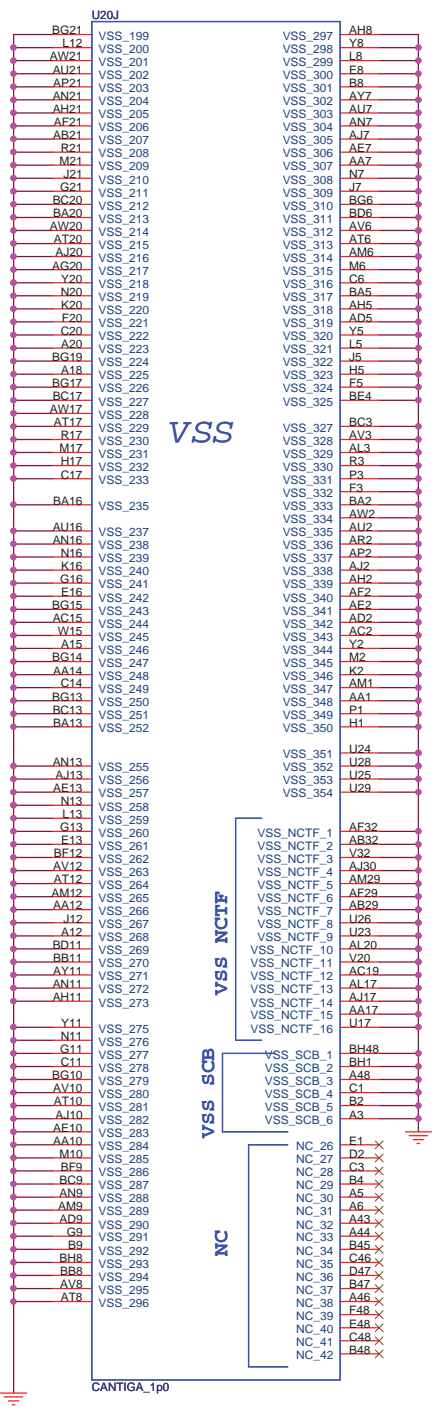 U20J
BG21 VSS_199
L12 VSS_200
AW21 VSS_201
AU21 VSS_202
AP21 VSS_203
AN21 VSS_204
AH21 VSS_205
AF21 VSS_206
AB21 VSS_207
R21 VSS_208
M21 VSS_209
J21 VSS_210
G21 VSS_211
BC20 VSS_212
BA20 VSS_213
AW20 VSS_214
AT20 VSS_215
AJ20 VSS_216
AG20 VSS_217
Y20 VSS_218
N20 VSS_219
K20 VSS_220
F20 VSS_221
C20 VSS_222
A20 VSS_223
BG19 VSS_224
A18 VSS_225
BG17 VSS_226
BC17 VSS_227
AW17 VSS_228
AT17 VSS_229
R17 VSS_230
M17 VSS_231
H17 VSS_232
C17 VSS_233
BA16 VSS_235
AU16 VSS_237
AN16 VSS_238
N16 VSS_239
K16 VSS_240
G16 VSS_241
E16 VSS_242
BG15 VSS_243
AC15 VSS_244
W15 VSS_245
A15 VSS_246
BG14 VSS_247
AA14 VSS_248
C14 VSS_249
BG13 VSS_250
BC13 VSS_251
BA13 VSS_252
AN13 VSS_255
AJ13 VSS_256
AE13 VSS_257
N13 VSS_258
L13 VSS_259
G13 VSS_260
E13 VSS_261
BF12 VSS_262
AV12 VSS_263
AT12 VSS_264
AM12 VSS_265
AA12 VSS_266
J12 VSS_267
A12 VSS_268
BD11 VSS_269
BB11 VSS_270
AY11 VSS_271
AN11 VSS_272
AH11 VSS_273
Y11 VSS_275
N11 VSS_276
G11 VSS_277
C11 VSS_278
BG10 VSS_279
AV10 VSS_280
AT10 VSS_281
AJ10 VSS_282
AE10 VSS_283
AA10 VSS_284
M10 VSS_285
BF9 VSS_286
BC9 VSS_287
AN9 VSS_288
AM9 VSS_289
AD9 VSS_290
G9 VSS_291
B9 VSS_292
BH8 VSS_293
BB8 VSS_294
AV8 VSS_295
AT8 VSS_296
VSS
VSS_297 AH8
VSS_298 Y8
VSS_299 L8
VSS_300 E8
VSS_301 B8
VSS_302 AY7
VSS_303 AU7
VSS_304 AN7
VSS_305 AJ7
VSS_306 AE7
VSS_307 AA7
VSS_308 N7
VSS_309 J7
VSS_310 BG6
VSS_311 BD6
VSS_312 AV6
VSS_313 AT6
VSS_314 AM6
VSS_315 M6
VSS_316 C6
VSS_317 BA5
VSS_318 AH5
VSS_319 AD5
VSS_320 Y5
VSS_321 L5
VSS_322 J5
VSS_323 H5
VSS_324 F5
VSS_325 BE4
VSS_327 BC3
VSS_328 AV3
VSS_329 AL3
VSS_330 R3
VSS_331 P3
VSS_332 F3
VSS_333 BA2
VSS_334 AW2
VSS_335 AU2
VSS_336 AR2
VSS_337 AP2
VSS_338 AJ2
VSS_339 AH2
VSS_340 AF2
VSS_341 AE2
VSS_342 AD2
VSS_343 AC2
VSS_344 Y2
VSS_345 M2
VSS_346 K2
VSS_347 AM1
VSS_348 AA1
VSS_349 P1
VSS_350 H1
VSS_351 U24
VSS_352 U28
VSS_353 U25
VSS_354 U29
VSS NCTF
VSS_NCTF_1 AF32
VSS_NCTF_2 AB32
VSS_NCTF_3 V32
VSS_NCTF_4 AJ30
VSS_NCTF_5 AM29
VSS_NCTF_6 AF29
VSS_NCTF_7 AB29
VSS_NCTF_8 U26
VSS_NCTF_9 U23
VSS_NCTF_10 AL20
VSS_NCTF_11 V20
VSS_NCTF_12 AC19
VSS_NCTF_13 AL17
VSS_NCTF_14 AJ17
VSS_NCTF_15 AA17
VSS_NCTF_16 U17
VSS SCB
VSS_SCB_1 BH48
VSS_SCB_2 BH1
VSS_SCB_3 A48
VSS_SCB_4 C1
VSS_SCB_5 B2
VSS_SCB_6 A3
NC
NC_26 E1
NC_27 D2
NC_28 C3
NC_29 B4
NC_30 A5
NC_31 A6
NC_32 A43
NC_33 A44
NC_34 B45
NC_35 C46
NC_36 D47
NC_37 B47
NC_38 A46
NC_39 F48
NC_40 E48
NC_41 C48
NC_42 B48
CANTIGA_1p0